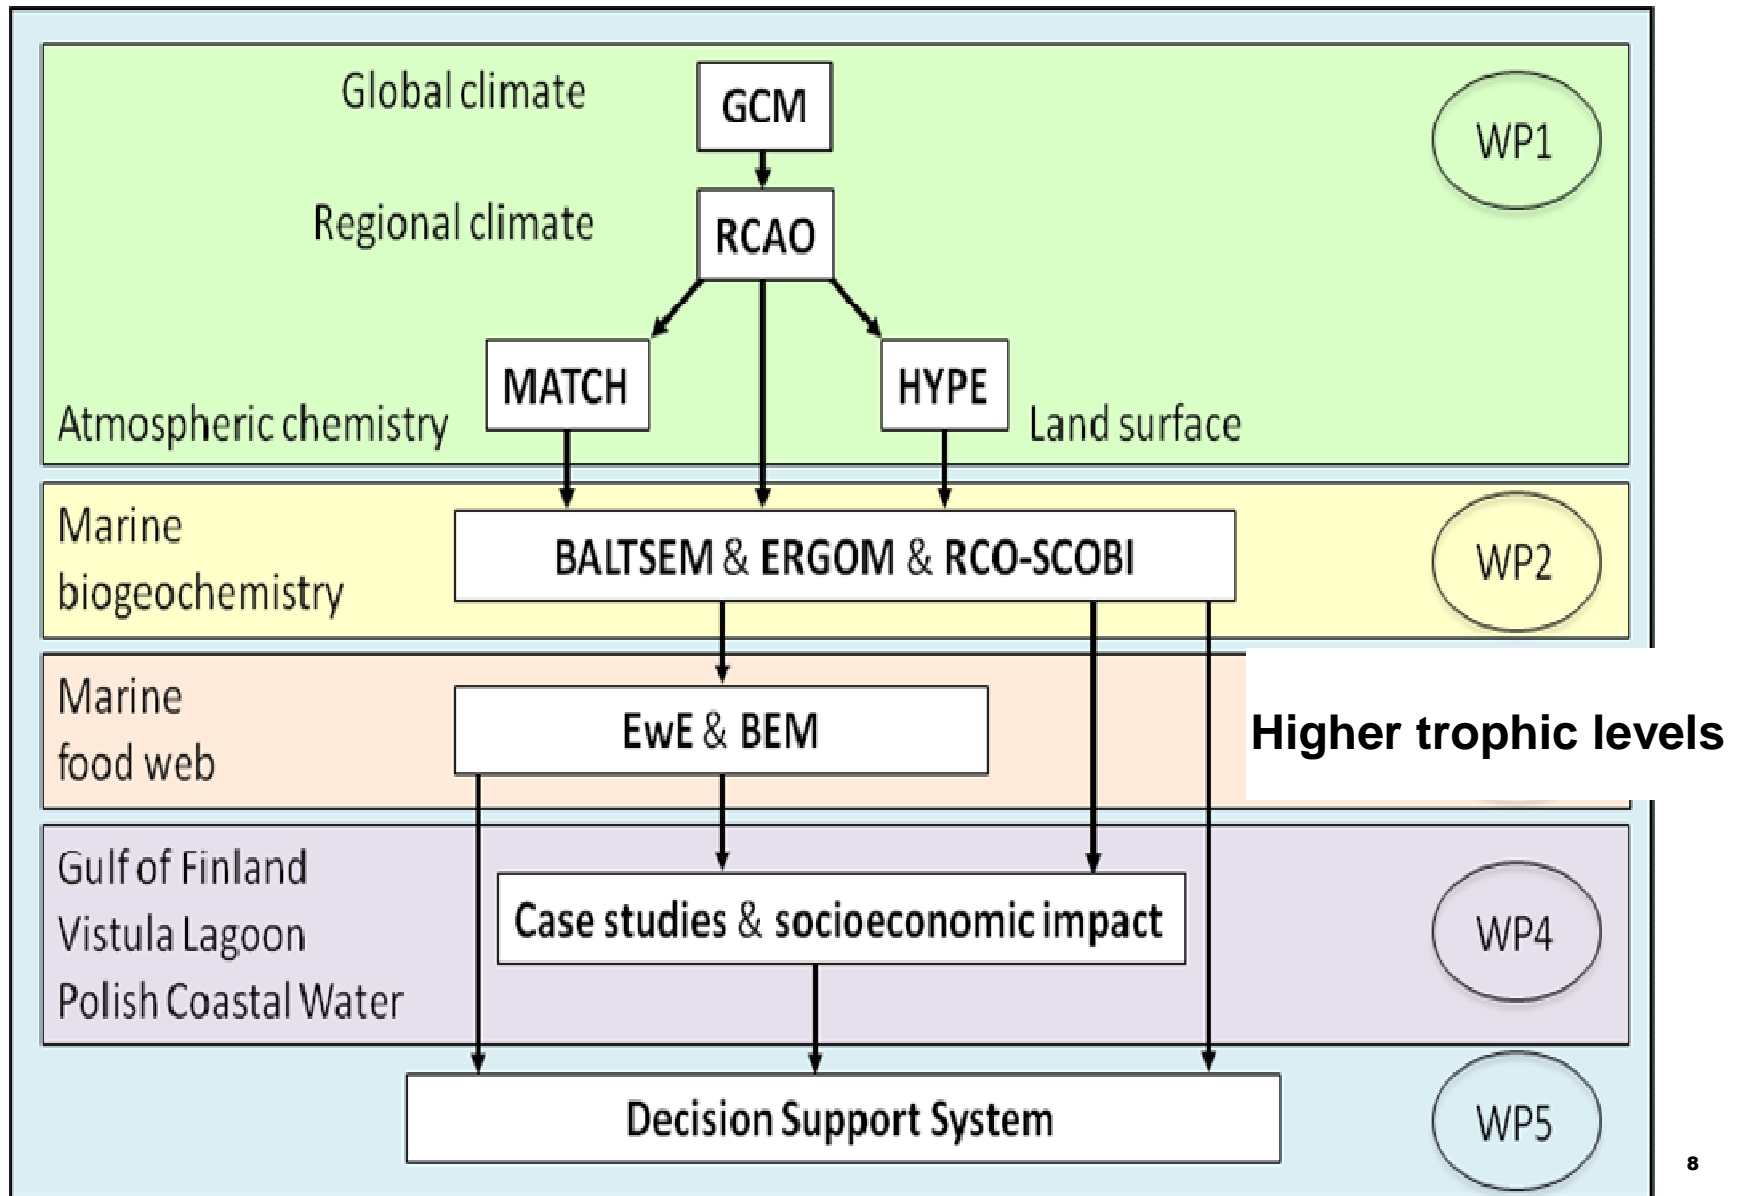 Global climate
GCM
WP1
Regional climate
RCAO
MATCH
HYPE
Atmospheric chemistry
Land surface
Marine
biogeochemistry
BALTSEM & ERGOM & RCO-SCOBI
WP2
Marine
food web
EwE & BEM
Higher trophic levels
Gulf of Finland
Vistula Lagoon
Polish Coastal Water
Case studies & socioeconomic impact
WP4
Decision Support System
WP5
8